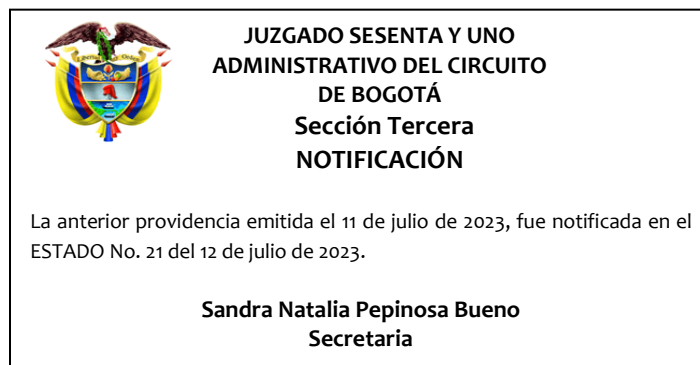 JUZGADO SESENTA Y UNO
ADMINISTRATIVO DEL CIRCUITO
DE BOGOTÁ
Sección Tercera
NOTIFICACIÓN
La anterior providencia emitida el 11 de julio de 2023, fue notificada en el
ESTADO No. 21 del 12 de julio de 2023.
Sandra Natalia Pepinosa Bueno
Secretaria